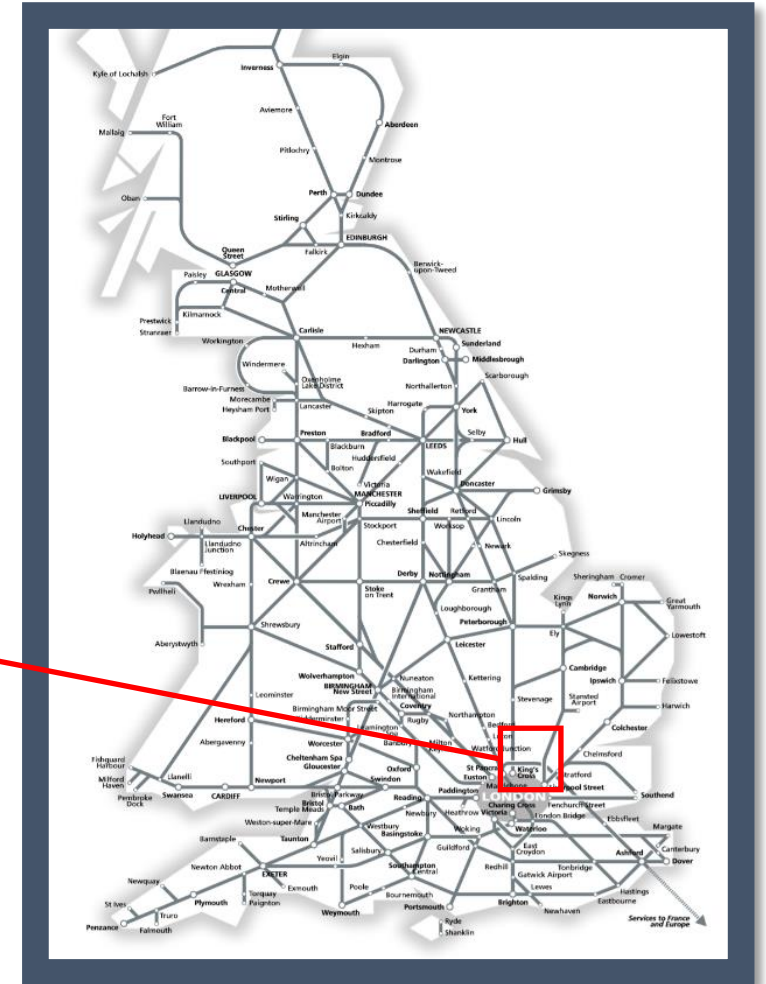 Elgin
Inverness
Kyle of Lochalsh
Aviemore
Fort
William
Mallaig
Aberdeen
Pitlochry
Montrose
Perth
Dundee
Oban
Stirling
Kirkcaldy
EDINBURGH
Queen
Street
Falkirk
Berwick-
upon-Tweed
Paisley
GLASGOW
Central
Motherwell
Kilmarnock
Prestwick
Stranraer
Carlisle
NEWCASTLE
Workington
Hexham
Sunderland
Durham
Darlington
Middlesbrough
Windermere
Scarborough
Oxenholme
Lake District
Barrow-in-Furness
Northallerton
Morecambe
Heysham Port
Lancaster
Harrogate
York
Skipton
Preston
Bradford
Selby
Blackpool
Blackburn
LEEDS
Hull
Southport
Huddersfield
Bolton
Wakefield
Wigan
Victoria
MANCHESTER
Piccadilly
Doncaster
Grimsby
LIVERPOOL
Warrington
Manchester
Airport
Sheffield
Retford
Llandudno
Stockport
Worksop
Lincoln
Holyhead
Chester
Llandudno
Junction
Altrincham
Chesterfield
Newark
Skegness
Blaenau Ffestiniog
Crewe
Derby
Nottingham
Spalding
Sheringham
Cromer
Pwllheli
Wrexham
Stoke
on Trent
Grantham
Kings
Lynn
Norwich
Great
Yarmouth
Loughborough
Peterborough
Shrewsbury
Ely
Lowestoft
Aberystwyth
Stafford
Leicester
Wolverhampton
Cambridge
BIRMINGHAM
New Street
Nuneaton
Kettering
Ipswich
Felixstowe
Birmingham
International
Leominster
Coventry
Stevenage
Stansted
Airport
Harwich
Birmingham Moor Street
Rugby
Northampton
Hereford
Bedford
Colchester
Worcester
Banbury
Milton
Luton
Abergavenny
Watford Junction
Chelmsford
Cheltenham Spa
Gloucester
Oxford
St Pancras
Euston
King's
Cross
Stratford
Fishguard
Harbour
Milford
Haven
Llanelli
Newport
Swindon
Pembroke
Dock
Swansea
CARDIFF
Bristol Parkway
Bristol
Temple Meads
Bath
Reading
Paddington
LONDON
Fenchurch Street
Southend
Newbury
Heathrow
Victoria
Charing Cross
London Bridge
Ebbsfleet
Weston-super-Mare
Westbury
Basingstoke
Woking
Waterloo
Margate
Barnstaple
Taunton
Salisbury
Guildford
East
Croydon
Ashford
Canterbury
Dover
Newton Abbot
Yeovil
Southampton
Central
Redhill
Tonbridge
Gatwick Airport
EXETER
Newquay
Exmouth
Poole
Bournemouth
Lewes
Hastings
Eastbourne
St Ives
Plymouth
Torquay
Paignton
Portsmouth
Brighton
Newhaven
Truro
Weymouth
Penzance
Falmouth
Ryde
Shanklin
Services to France
and Europe